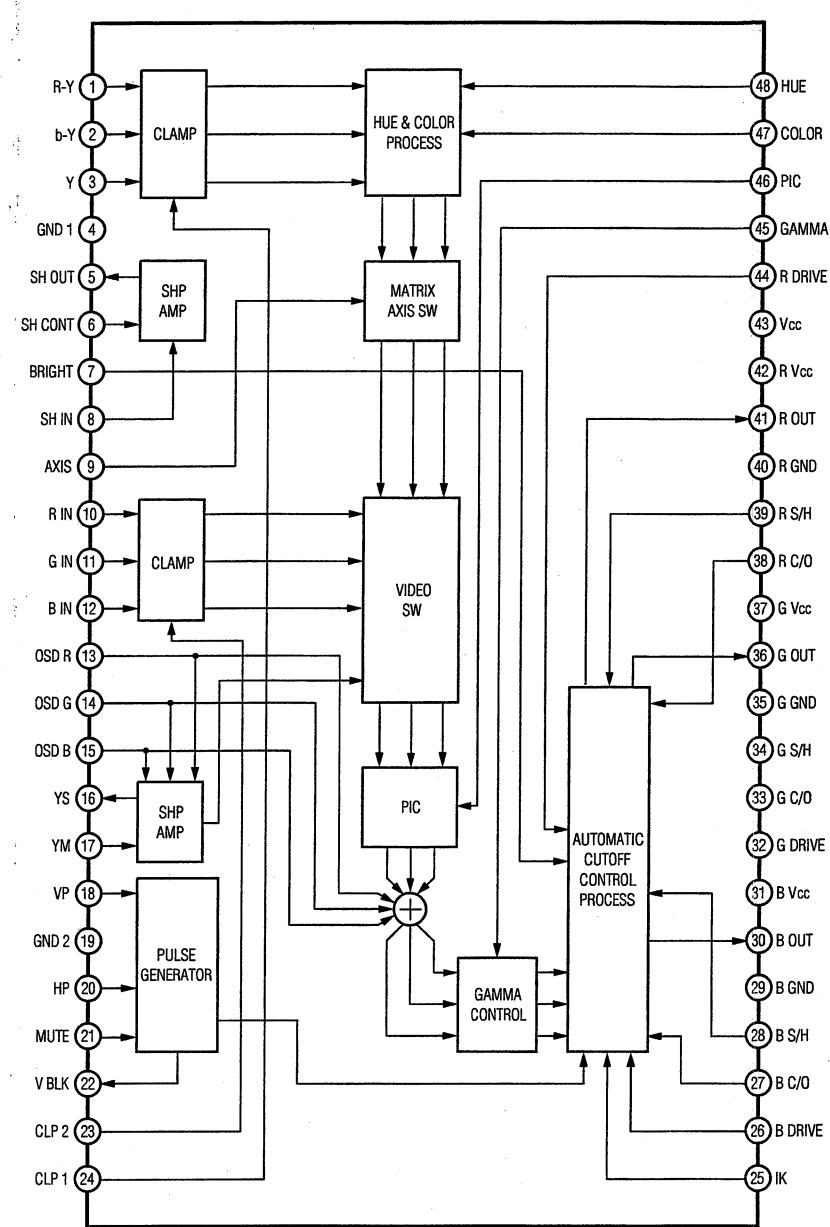 R-Y 1
b-Y 2
Y 3
GND 1 4
SH OUT 5
SH CONT 6
BRIGHT 7
SH IN 8
AXIS 9
R IN 10
G IN 11
B IN 12
OSD R 13
OSD G 14
OSD B 15
YS 16
YM 17
VP 18
GND 2 19
HP 20
MUTE 21
V BLK 22
CLP 2 23
CLP 1 24
CLAMP
SHP
AMP
CLAMP
SHP
AMP
PULSE
GENERATOR
HUE & COLOR
PROCESS
MATRIX
AXIS SW
VIDEO
SW
PIC
GAMMA
CONTROL
AUTOMATIC
CUTOFF
CONTROL
PROCESS
48 HUE
47 COLOR
46 PIC
45 GAMMA
44 R DRIVE
43 Vcc
42 R Vcc
41 R OUT
40 R GND
39 R S/H
38 R C/O
37 G Vcc
36 G OUT
35 G GND
34 G S/H
33 G C/O
32 G DRIVE
31 B Vcc
30 B OUT
29 B GND
28 B S/H
27 B C/O
26 B DRIVE
25 IK